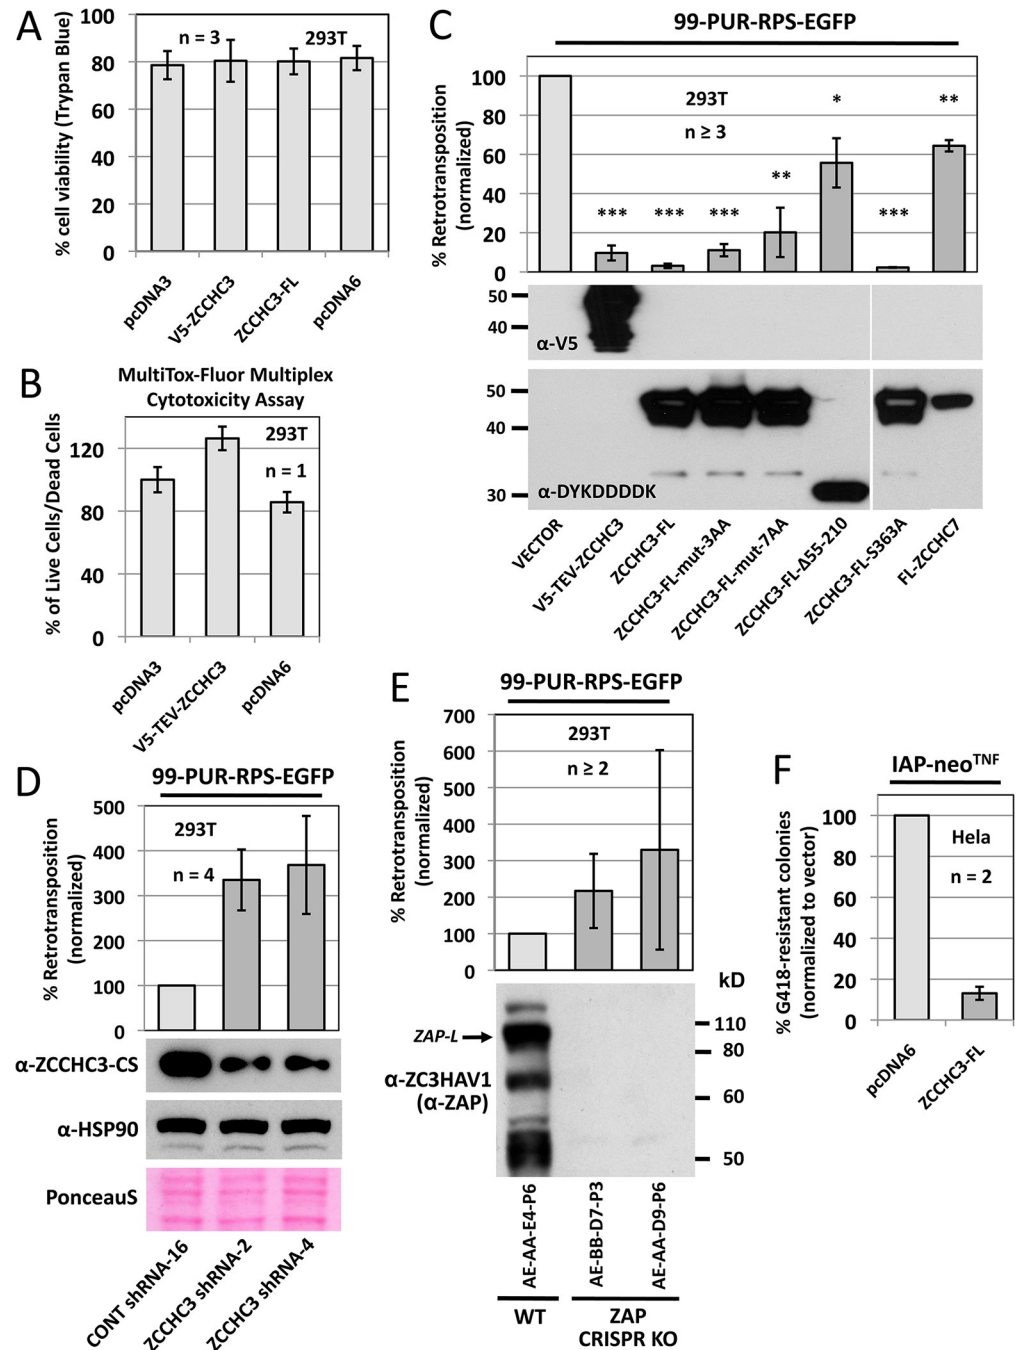 A
% cell viability (Trypan Blue)
100
80
60
40
20
0
n = 3
293T
pcDNA3
V5-ZCCHC3
ZCCHC3-FL
pcDNA6
B
MultiTox-Fluor Multiplex
Cytotoxicity Assay
% of Live Cells/Dead Cells
120
80
40
0
293T
n = 1
pcDNA3
V5-TEV-ZCCHC3
pcDNA6
C
99-PUR-RPS-EGFP
% Retrotransposition
(normalized)
100
80
60
40
20
0
293T
n ≥ 3
***
***
***
**
*
***
**
50
40
α-V5
50
40
30
α-DYKDDDDK
VECTOR
V5-TEV-ZCCHC3
ZCCHC3-FL
ZCCHC3-FL-mut-3AA
ZCCHC3-FL-mut-7AA
ZCCHC3-FL-Δ55-210
ZCCHC3-FL-S363A
FL-ZCCHC7
D
99-PUR-RPS-EGFP
% Retrotransposition
(normalized)
500
400
300
200
100
0
293T
n = 4
α-ZCCHC3-CS
α-HSP90
PonceauS
CONT shRNA-16
ZCCHC3 shRNA-2
ZCCHC3 shRNA-4
E
99-PUR-RPS-EGFP
% Retrotransposition
(normalized)
700
600
500
400
300
200
100
0
293T
n ≥ 2
kD
ZAP-L
α-ZC3HAV1
(α-ZAP)
110
80
60
50
AE-AA-E4-P6
AE-BB-D7-P3
AE-AA-D9-P6
WT
ZAP
CRISPR KO
F
IAP-neoTNF
% G418-resistant colonies
(normalized to vector)
100
80
60
40
20
0
Hela
n = 2
pcDNA6
ZCCHC3-FL